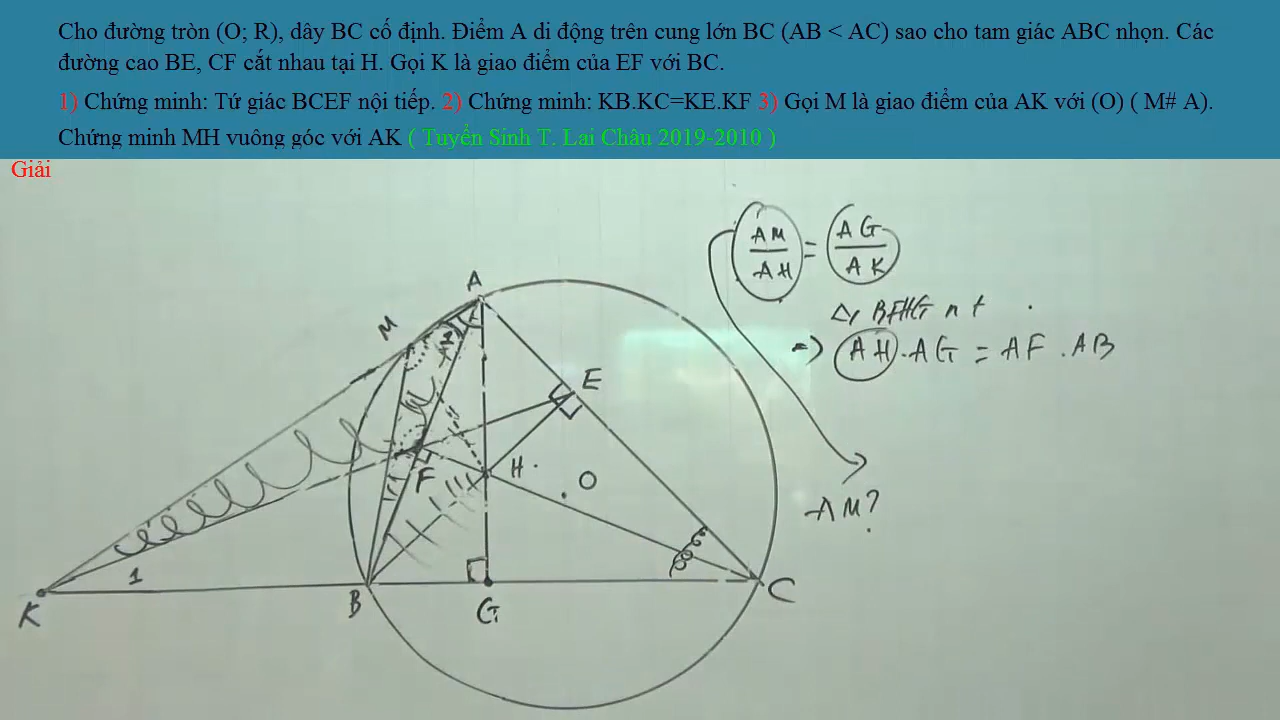 Cho đường tròn (O; R), dây BC cố định. Điểm A di động trên cung lớn BC (AB < AC) sao cho tam giác ABC nhọn. Các
đường cao BE, CF cắt nhau tại H. Gọi K là giao điểm của EF với BC.
1) Chứng minh: Tứ giác BCEF nội tiếp. 2) Chứng minh: KB.KC=KE.KF 3) Gọi M là giao điểm của AK với (O) ( M# A).
Chứng minh MH vuông góc với AK ( Tuyển Sinh T. Lai Châu 2019-2010 )
Giải
AM/AH = AG/AK
BFHG nt
=> AH.AG = AF.AB
AM?
A
M
1
E
F
H
O
1
K
B
G
C